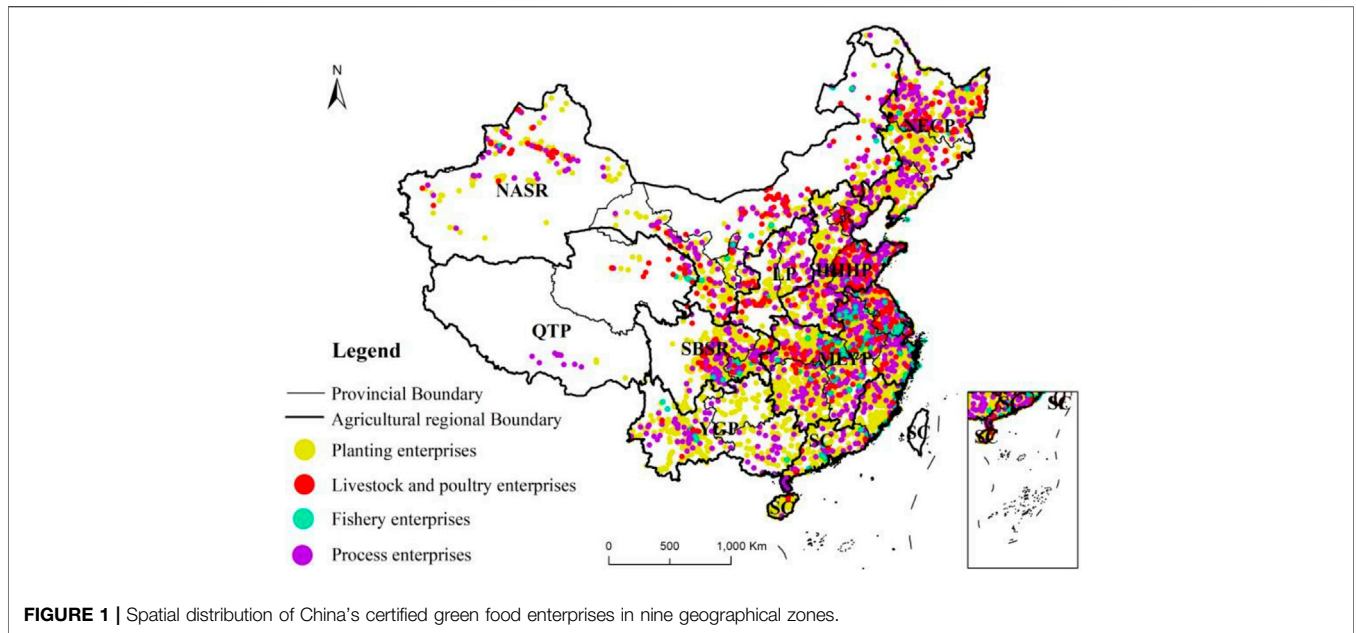 N
NECP
NASR
LP
HHHP
QTP
SBSR
MLYP
YGP
SC
SC
SC
SC
SC
SC
Legend
Provincial Boundary
Agricultural regional Boundary
Planting enterprises
Livestock and poultry enterprises
Fishery enterprises
Process enterprises
0 500 1,000 Km
FIGURE 1 | Spatial distribution of China's certified green food enterprises in nine geographical zones.